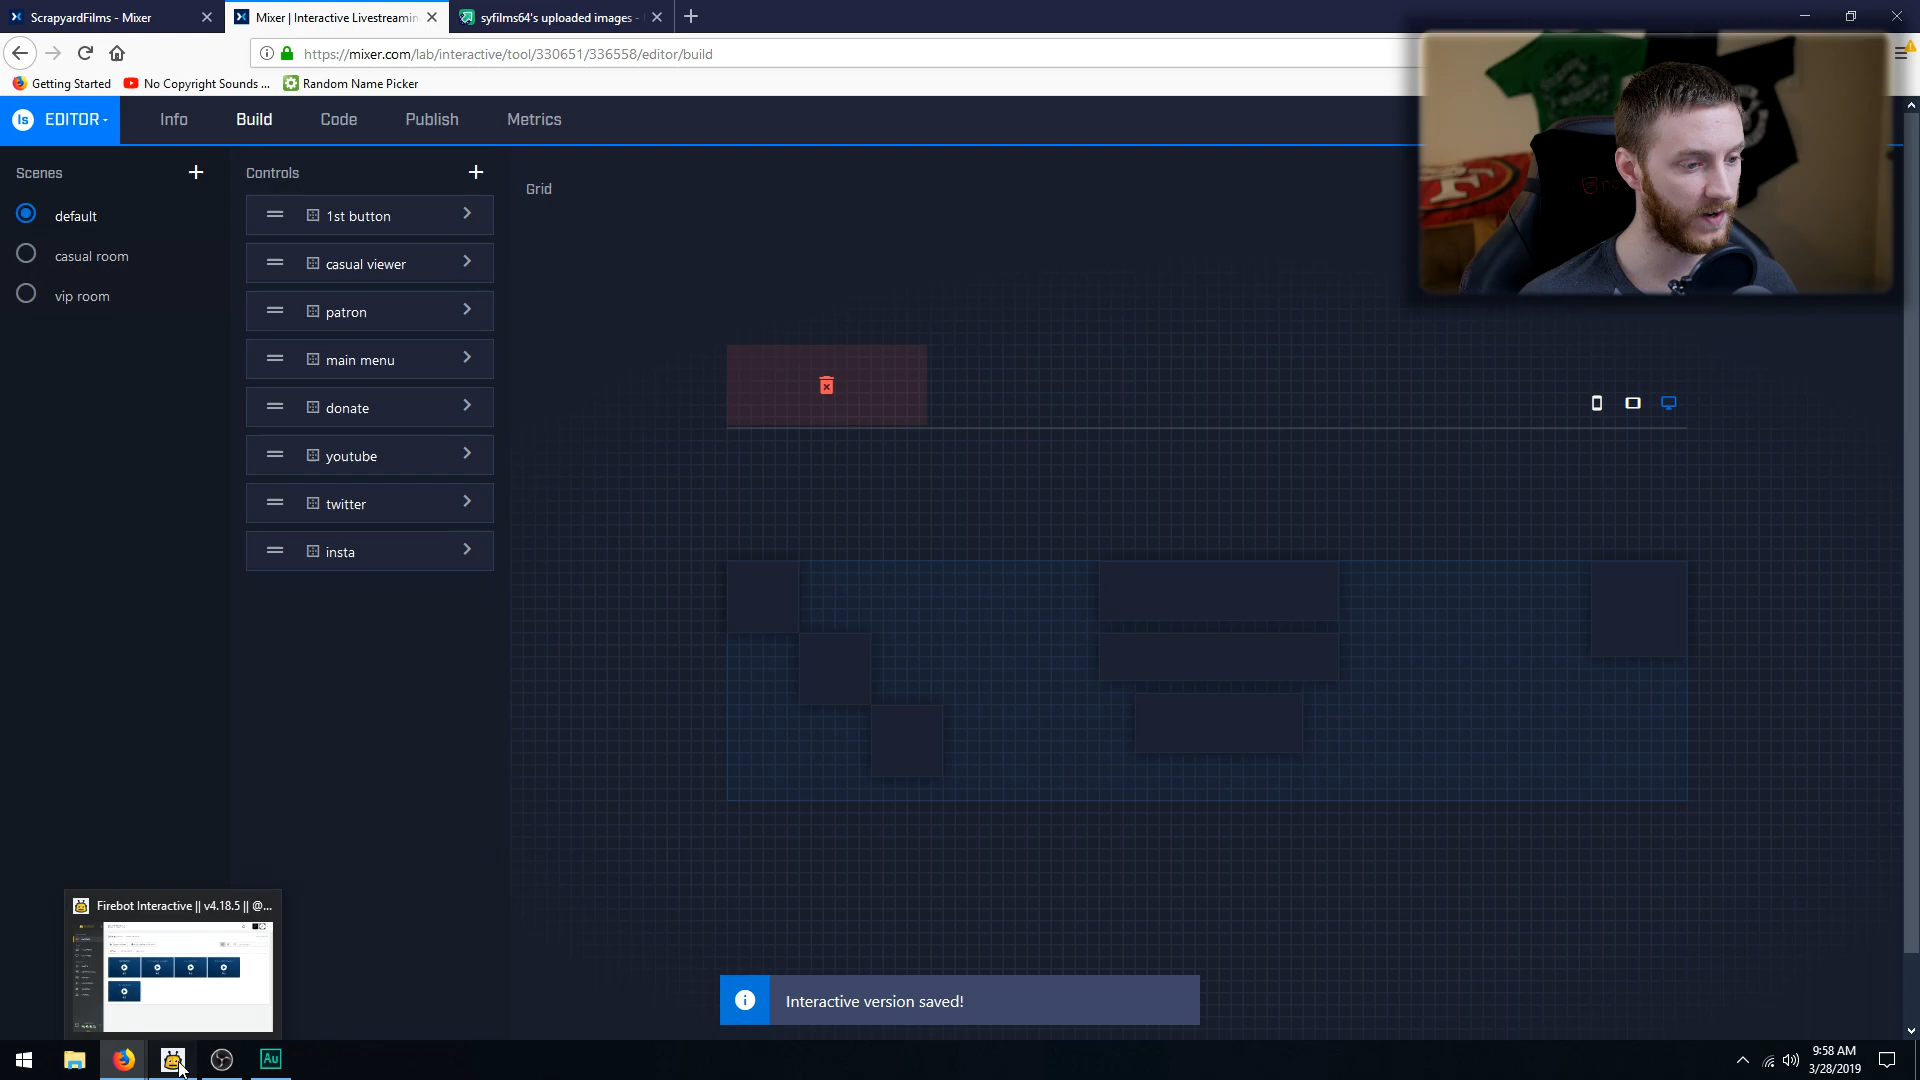 ScrapyardFilms - Mixer
Mixer | Interactive Livestreamin
syfilms64's uploaded images -
https://mixer.com/lab/interactive/tool/330651/336558/editor/build
Getting Started
No Copyright Sounds ...
Random Name Picker
Is
EDITOR
Info
Build
Code
Publish
Metrics
Scenes
Controls
Grid
default
casual room
vip room
1st button
casual viewer
patron
main menu
donate
youtube
twitter
insta
Firebot Interactive || v4.18.5 || @...
Interactive version saved!
Au
9:58 AM
3/28/2019